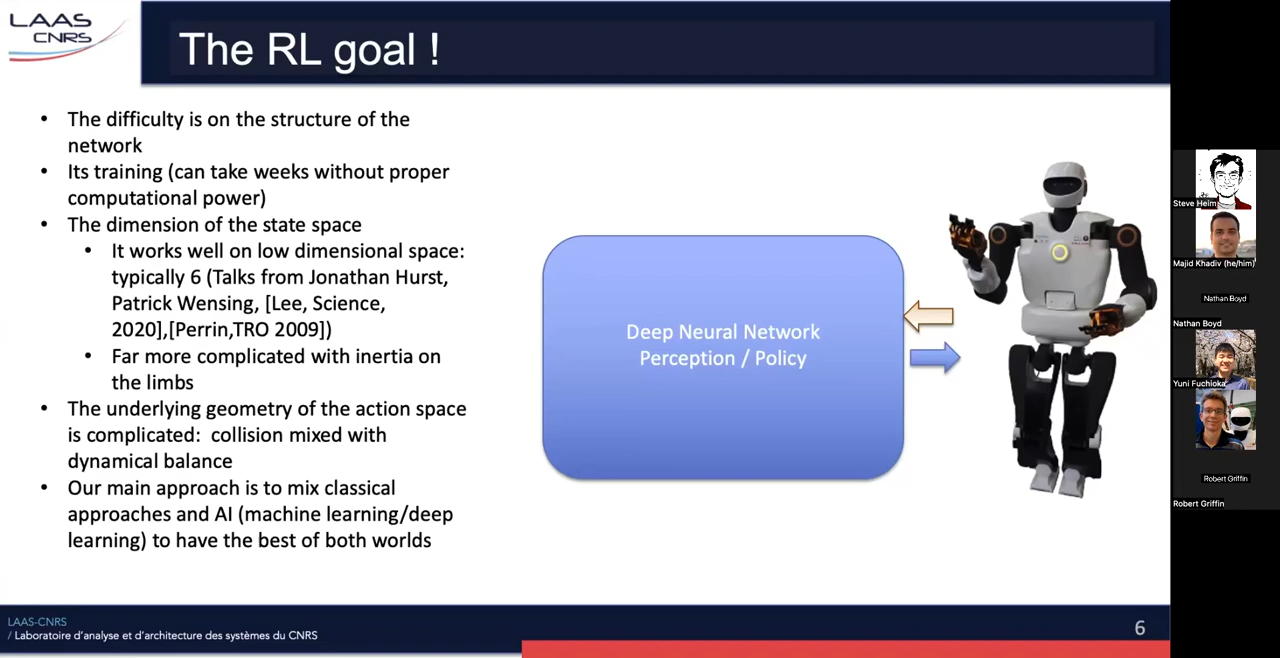 LAAS
CNRS
The RL goal !
• The difficulty is on the structure of the
network
• Its training (can take weeks without proper
computational power)
• The dimension of the state space
• It works well on low dimensional space:
typically 6 (Talks from Jonathan Hurst,
Patrick Wensing, [Lee, Science,
2020],[Perrin,TRO 2009])
• Far more complicated with inertia on
the limbs
• The underlying geometry of the action space
is complicated:  collision mixed with
dynamical balance
• Our main approach is to mix classical
approaches and AI (machine learning/deep
learning) to have the best of both worlds
Deep Neural Network
Perception / Policy
LAAS-CNRS
/ Laboratoire d'analyse et d'architecture des systèmes du CNRS
6
Steve Heim
Majid Khadiv (he/him)
Nathan Boyd
Nathan Boyd
Yuni Fuchioka
Robert Griffin
Robert Griffin